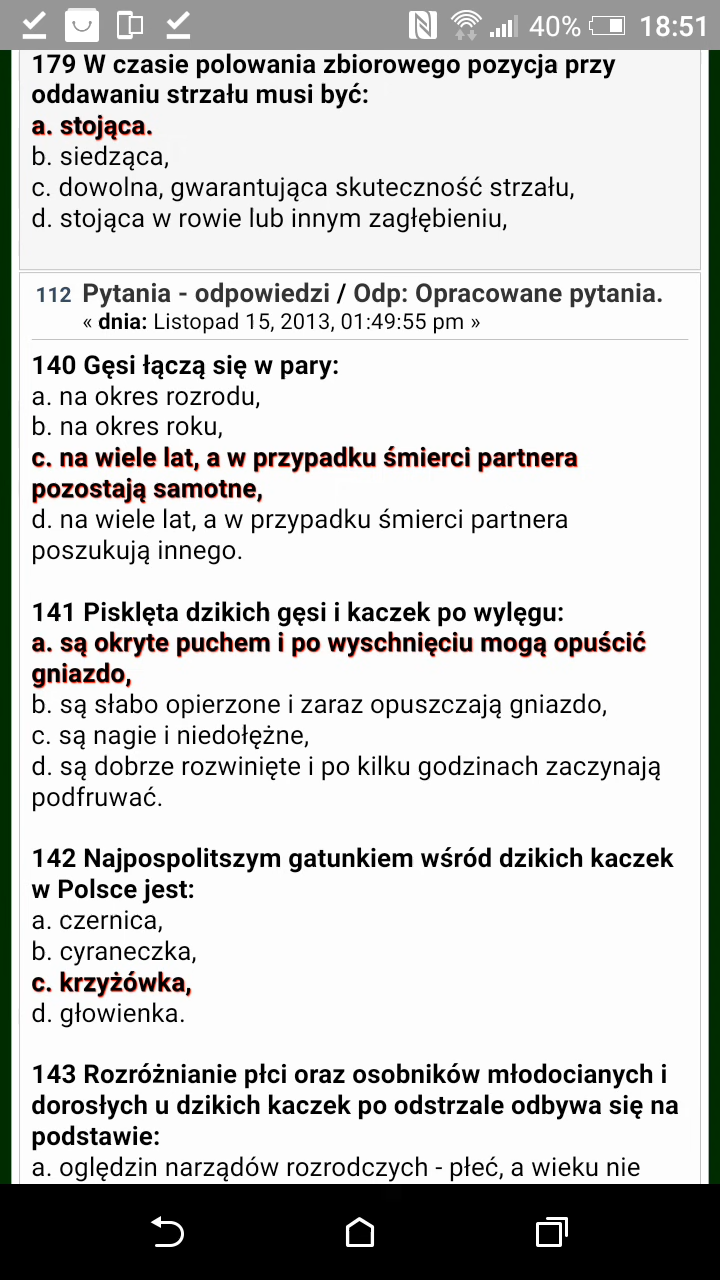 40% 18:51
179 W czasie polowania zbiorowego pozycja przy
oddawaniu strzału musi być:
a. stojąca.
b. siedząca,
c. dowolna, gwarantująca skuteczność strzału,
d. stojąca w rowie lub innym zagłębieniu,
112 Pytania - odpowiedzi / Odp: Opracowane pytania.
« dnia: Listopad 15, 2013, 01:49:55 pm »
140 Gęsi łączą się w pary:
a. na okres rozrodu,
b. na okres roku,
c. na wiele lat, a w przypadku śmierci partnera
pozostają samotne,
d. na wiele lat, a w przypadku śmierci partnera
poszukują innego.
141 Pisklęta dzikich gęsi i kaczek po wylęgu:
a. są okryte puchem i po wyschnięciu mogą opuścić
gniazdo,
b. są słabo opierzone i zaraz opuszczają gniazdo,
c. są nagie i niedołężne,
d. są dobrze rozwinięte i po kilku godzinach zaczynają
podfruwać.
142 Najpospolitszym gatunkiem wśród dzikich kaczek
w Polsce jest:
a. czernica,
b. cyraneczka,
c. krzyżówka,
d. głowienka.
143 Rozróżnianie płci oraz osobników młodocianych i
dorosłych u dzikich kaczek po odstrzale odbywa się na
podstawie:
a. oględzin narządów rozrodczych - płeć, a wieku nie